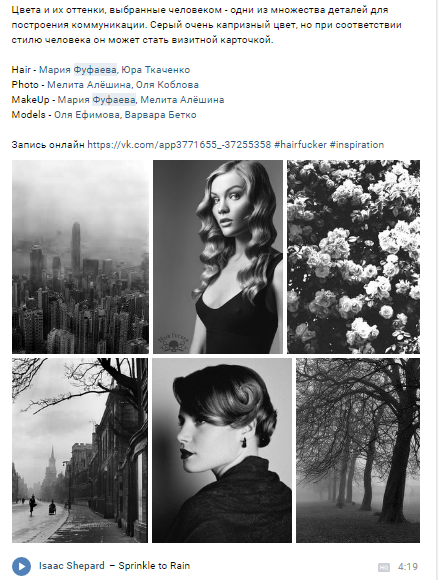 Цвета и их оттенки, выбранные человеком - одни из множества деталей для
построения коммуникации. Серый очень капризный цвет, но при соответствии
стилю человека он может стать визитной карточкой.
Hair - Мария Фуфаева, Юра Ткаченко
Photo - Мелита Алёшина, Оля Коблова
MakeUp - Мария Фуфаева, Мелита Алёшина
Models - Оля Ефимова, Варвара Бетко
Запись онлайн https://vk.com/app3771655_-37255358 #hairfucker #inspiration
Isaac Shepard – Sprinkle to Rain
HD 4:19